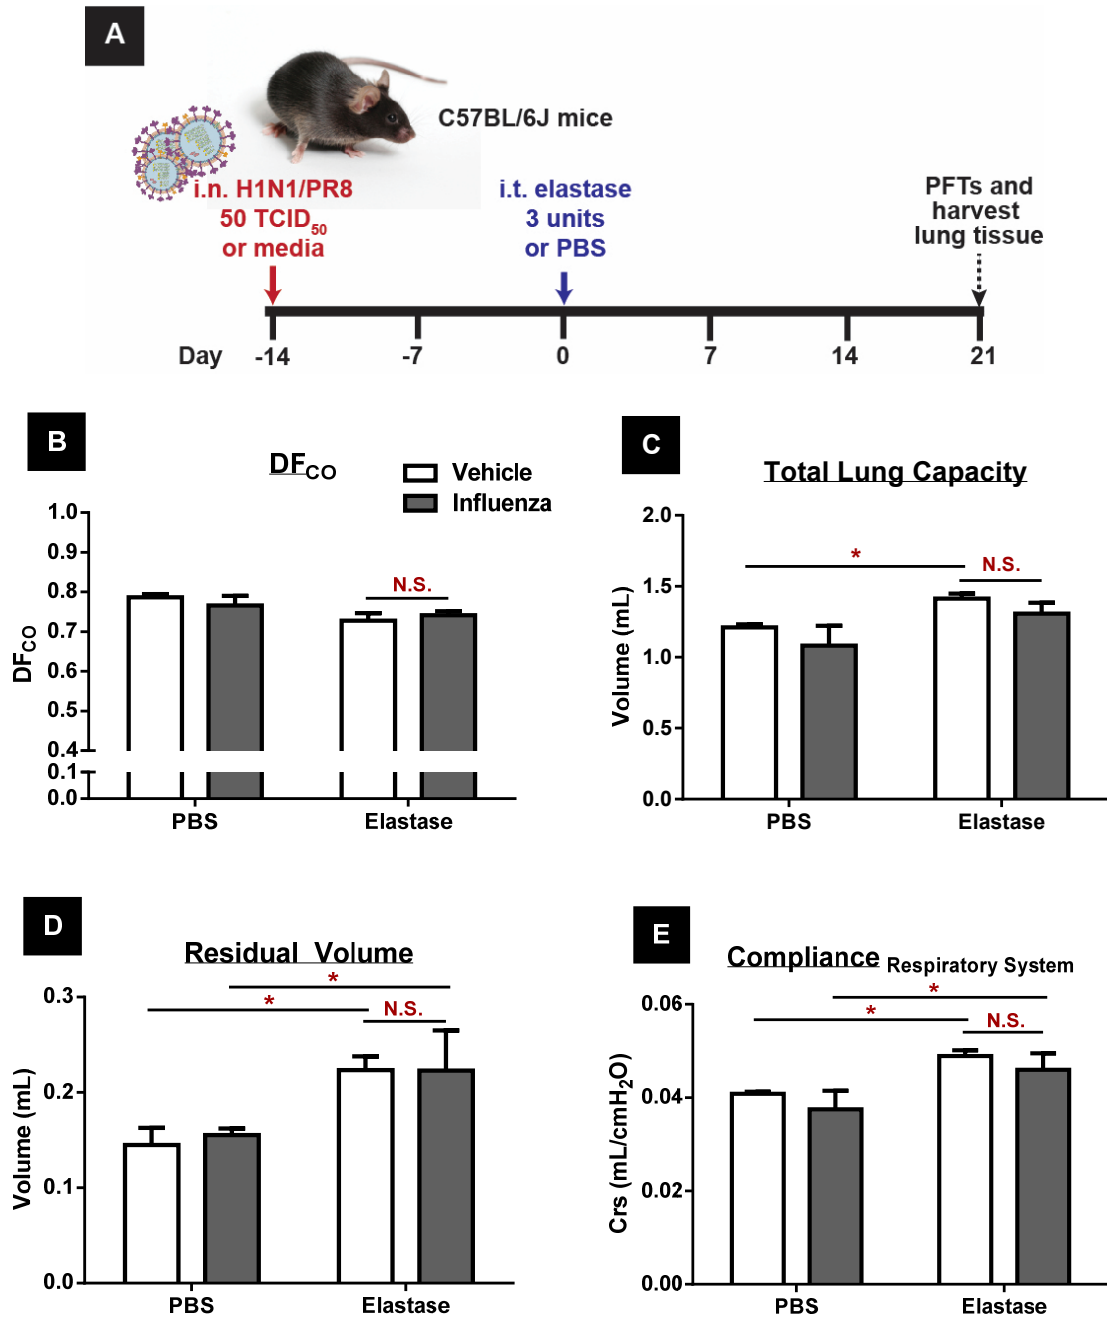 A
C57BL/6J mice
i.n. H1N1/PR8
50 TCID50
or media
i.t. elastase
3 units
or PBS
PFTs and
harvest
lung tissue
Day -14 -7 0 7 14 21
B
DFCO
Vehicle
Influenza
1.0
0.9
0.8
0.7
0.6
0.5
0.4
0.1
0.0
DFCO
N.S.
PBS Elastase
C
Total Lung Capacity
2.0
1.5
1.0
0.5
0.0
Volume (mL)
*
N.S.
PBS Elastase
D
Residual Volume
0.3
0.2
0.1
0.0
Volume (mL)
*
*
N.S.
PBS Elastase
E
Compliance Respiratory System
0.06
0.04
0.02
0.00
Crs (mL/cmH2O)
*
*
N.S.
PBS Elastase